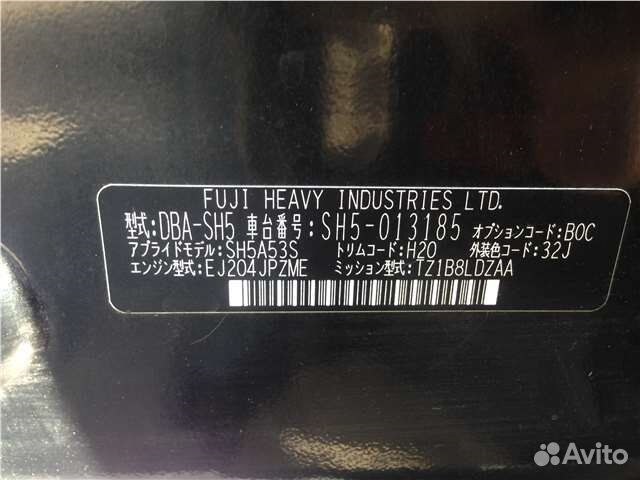 FUJI HEAVY INDUSTRIES LTD.
型式:DBA-SH5 車台番号:SH5-013185 オプションコード:B0C
アプライドモデル:SH5A53S トリムコード:H20 外装色コード:32J
エンジン型式:EJ204JPZME ミッション型式:TZ1B8LDZAA
Avito